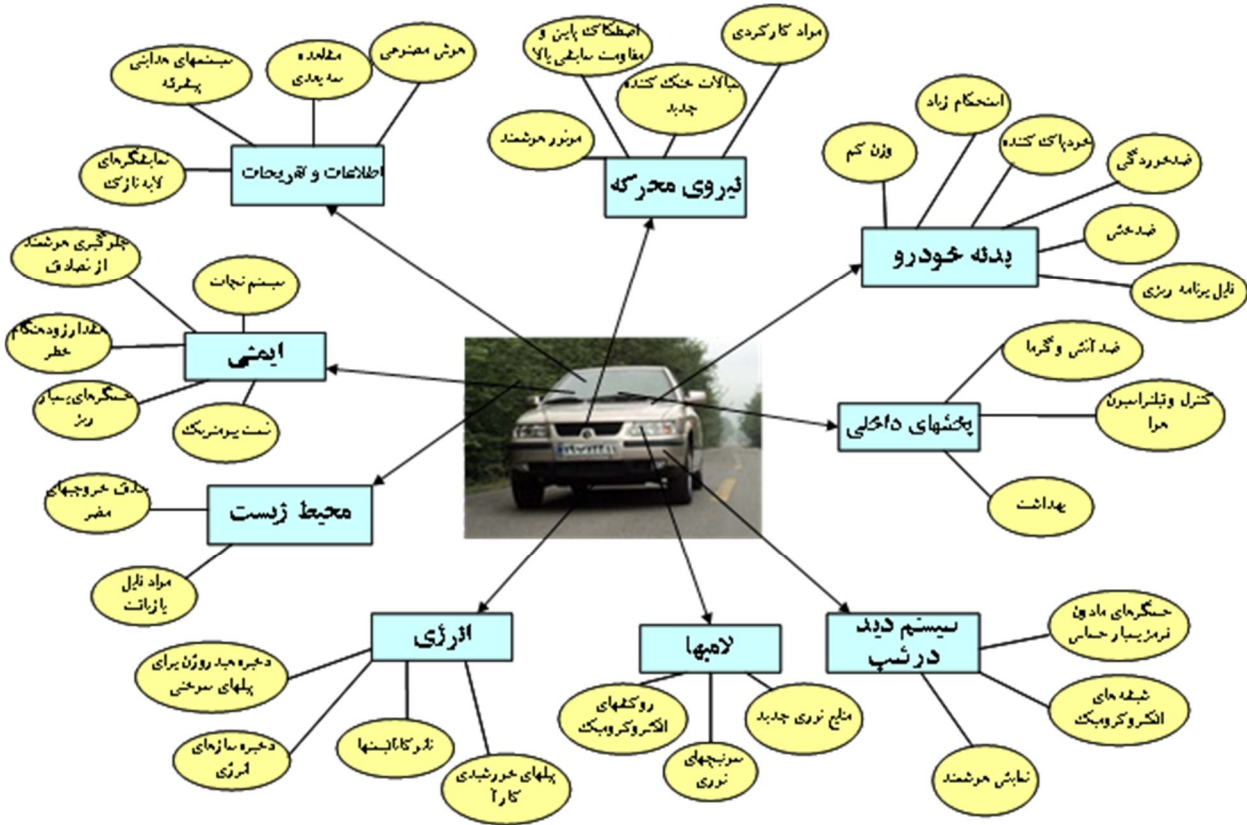 هوش مصنوعی
مشاهده
سه بعدی
سیستمهای هدایتی
پیشرفته
نمایشگرهای
لایه نازک
اطلاعات و تفریحات
مواد کارکردی
اصطکاک پایین و
مقاومت سایشی بالا
سیالات خنک کننده
جدید
موتور هوشمند
نیروی محرکه
استحکام زیاد
وزن کم
خودپاک کننده
ضدخوردگی
ضدخش
قابل برنامه ریزی
بدنه خودرو
جلوگیری هوشمند
از تصادف
سیستم نجات
هشدار زودهنگام
خطر
حسگرهای بسیار
ریز
تست بیومتریک
ایمنی
ضد آتش و گرما
کنترل و فیلتراسیون
هوا
بهداشت
بخشهای داخلی
حذف خروجیهای
مضر
مواد قابل
بازیافت
محیط زیست
انرژی
ذخیره هیدروژن برای
پیلهای سوختی
ذخیره سازهای
انرژی
نانوکاتالیستها
پیلهای خورشیدی
کارآ
لامپها
روکشهای
الکتروکرومیک
سوئیچهای
نوری
منابع نوری جدید
سیستم دید
در شب
حسگرهای مادون
قرمز بسیار حساس
شیشه های
الکتروکرومیک
نمایش هوشمند